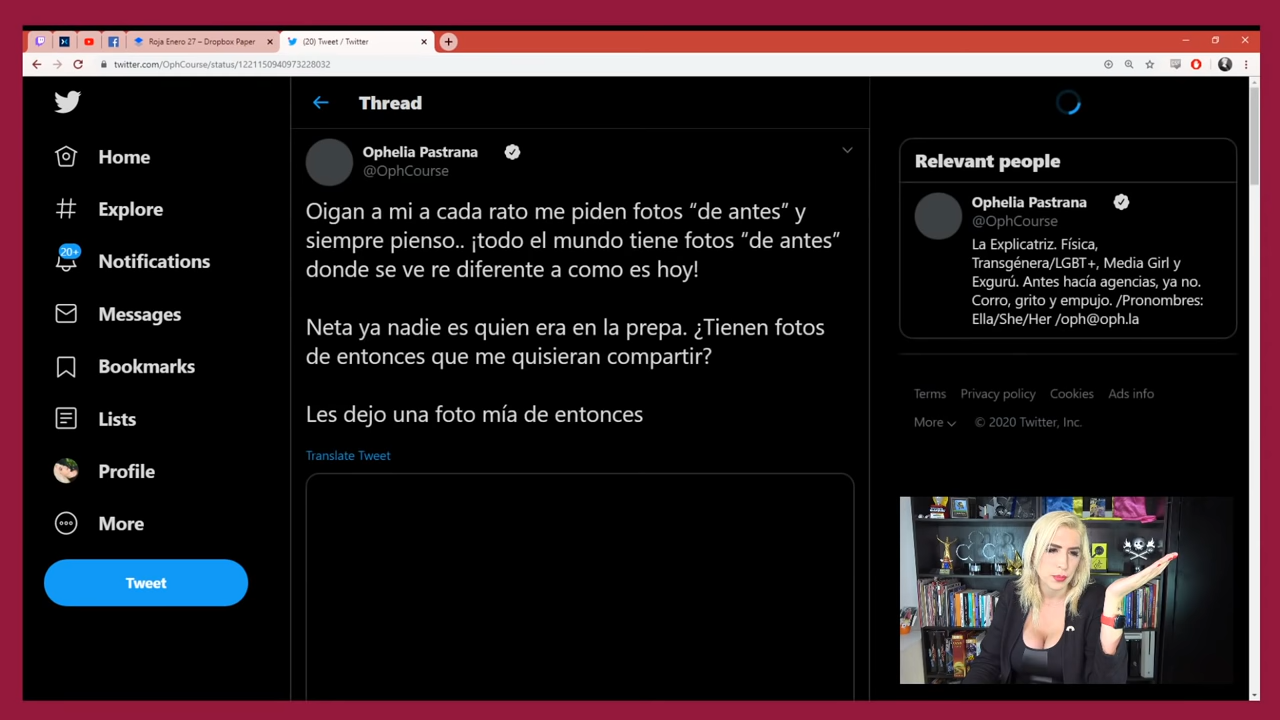 Roja Enero 27 – Dropbox Paper
(20) Tweet / Twitter
twitter.com/OphCourse/status/1221150940973228032
Home
Explore
20+
Notifications
Messages
Bookmarks
Lists
Profile
More
Tweet
Thread
Ophelia Pastrana
@OphCourse
Oigan a mi a cada rato me piden fotos “de antes” y
siempre pienso.. ¡todo el mundo tiene fotos “de antes”
donde se ve re diferente a como es hoy!
Neta ya nadie es quien era en la prepa. ¿Tienen fotos
de entonces que me quisieran compartir?
Les dejo una foto mía de entonces
Translate Tweet
Relevant people
Ophelia Pastrana
@OphCourse
La Explicatriz. Física,
Transgénera/LGBT+, Media Girl y
Exgurú. Antes hacía agencias, ya no.
Corro, grito y empujo. /Pronombres:
Ella/She/Her /oph@oph.la
Terms Privacy policy Cookies Ads info
More © 2020 Twitter, Inc.